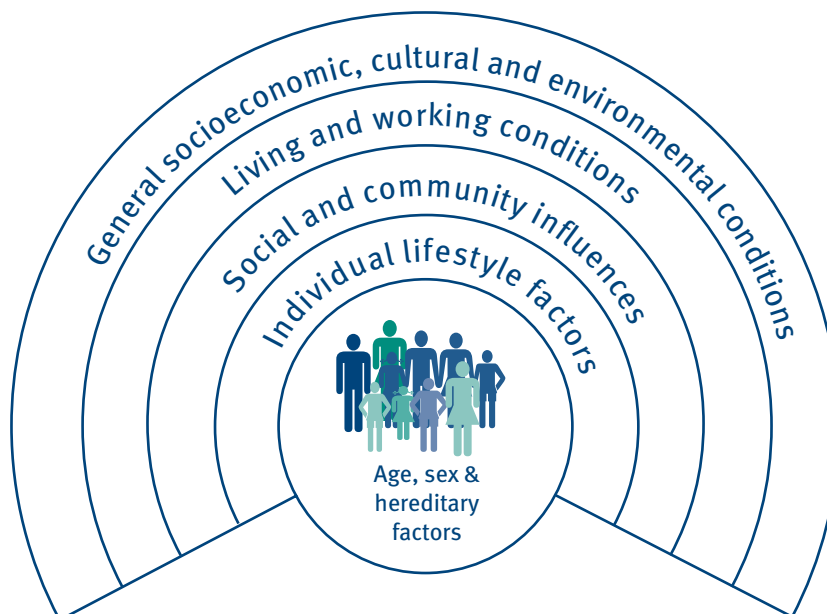 General socioeconomic, cultural and environmental conditions
Living and working conditions
Social and community influences
Individual lifestyle factors
Age, sex &
hereditary
factors